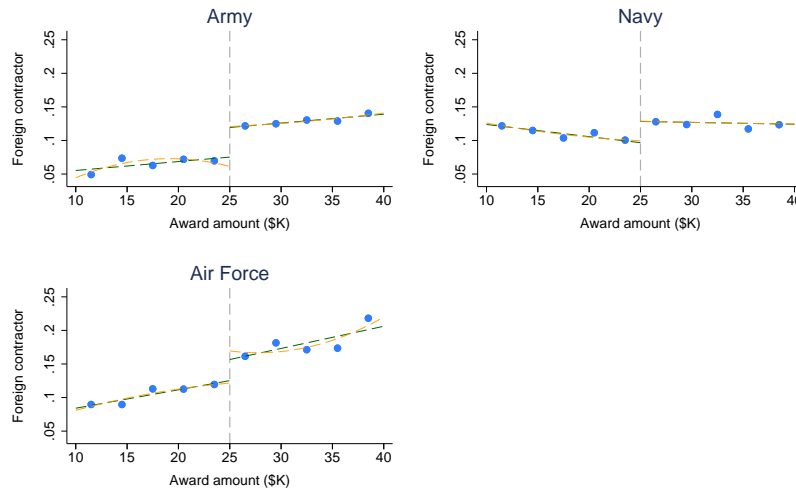 Army
Foreign contractor
.05 .1 .15 .2 .25
10 15 20 25 30 35 40
Award amount ($K)
Navy
Foreign contractor
.05 .1 .15 .2 .25
10 15 20 25 30 35 40
Award amount ($K)
Air Force
Foreign contractor
.05 .1 .15 .2 .25
10 15 20 25 30 35 40
Award amount ($K)